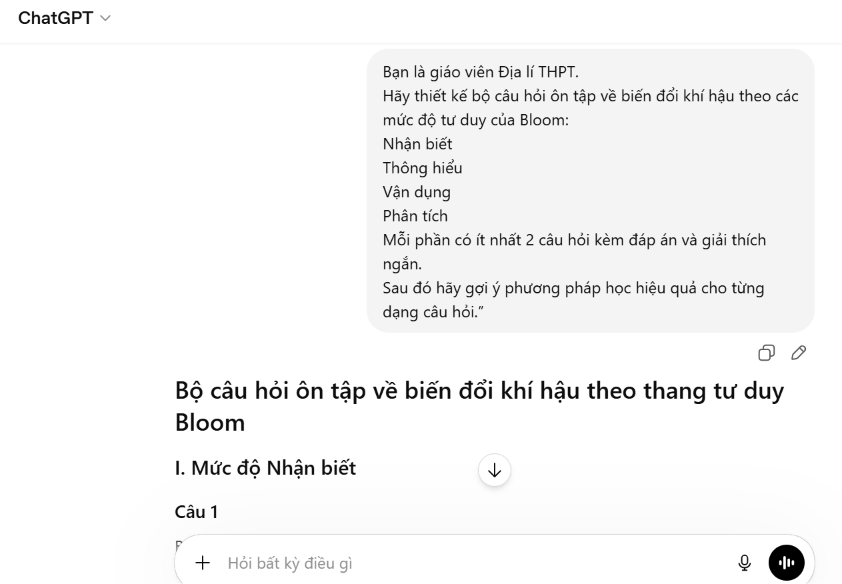 ChatGPT
Bạn là giáo viên Địa lí THPT.
Hãy thiết kế bộ câu hỏi ôn tập về biến đổi khí hậu theo các
mức độ tư duy của Bloom:
Nhận biết
Thông hiểu
Vận dụng
Phân tích
Mỗi phần có ít nhất 2 câu hỏi kèm đáp án và giải thích
ngắn.
Sau đó hãy gợi ý phương pháp học hiệu quả cho từng
dạng câu hỏi.”
Bộ câu hỏi ôn tập về biến đổi khí hậu theo thang tư duy
Bloom
I. Mức độ Nhận biết
Câu 1
Hỏi bất kỳ điều gì